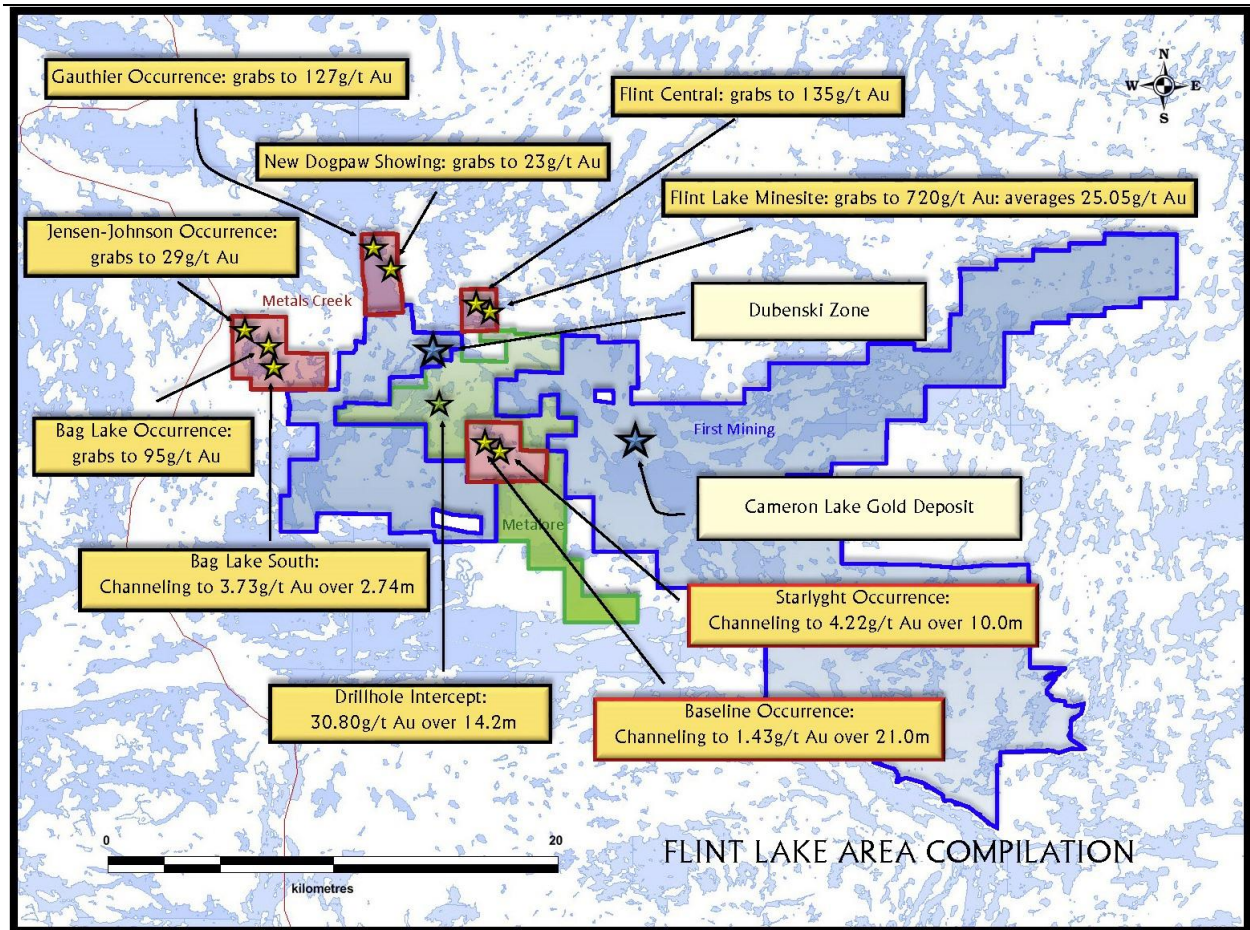 N
W E
S
Gauthier Occurrence: grabs to 127g/t Au
Flint Central: grabs to 135g/t Au
New Dogpaw Showing: grabs to 23g/t Au
Flint Lake Minesite: grabs to 720g/t Au: averages 25.05g/t Au
Jensen-Johnson Occurrence:
grabs to 29g/t Au
Metals Creek
Dubenski Zone
Bag Lake Occurrence:
grabs to 95g/t Au
First Mining
Cameron Lake Gold Deposit
Metalore
Bag Lake South:
Channeling to 3.73g/t Au over 2.74m
Starlyght Occurrence:
Channeling to 4.22g/t Au over 10.0m
Drillhole Intercept:
30.80g/t Au over 14.2m
Baseline Occurrence:
Channeling to 1.43g/t Au over 21.0m
0 20
kilometres
FLINT LAKE AREA COMPILATION